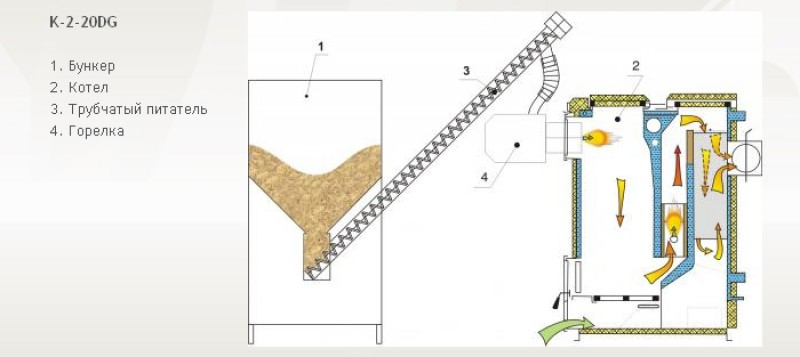 K-2-20DG
1. Бункер
2. Котел
3. Трубчатый питатель
4. Горелка
1
3
2
4